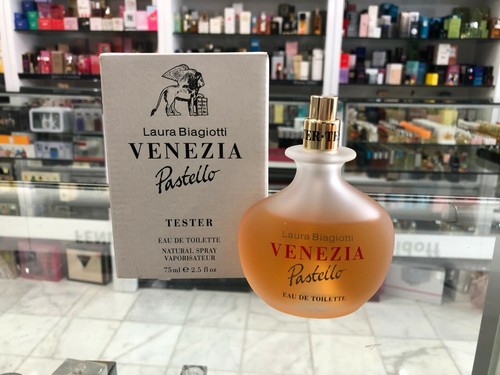 Laura Biagiotti
VENEZIA
Pastello
TESTER
EAU DE TOILETTE
NATURAL SPRAY
VAPORISATEUR
75ml ℮ 2.5 fl oz
Laura Biagiotti
VENEZIA
Pastello
EAU DE TOILETTE